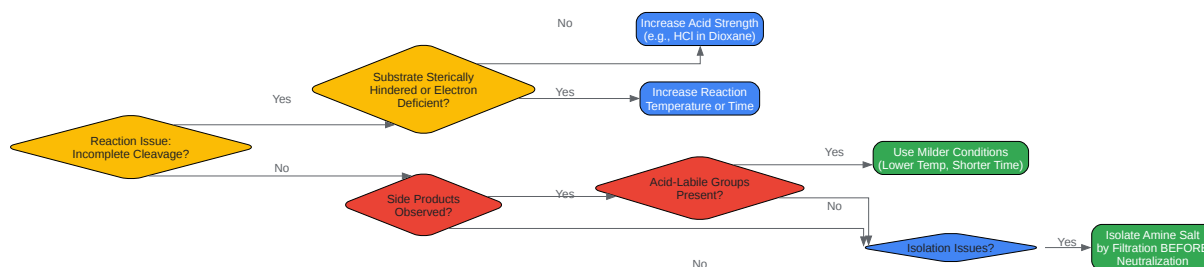 No
Increase Acid Strength
(e.g., HCl in Dioxane)
Substrate Sterically
Hindered or Electron
Deficient?
Yes
Yes
Increase Reaction
Temperature or Time
Reaction Issue:
Incomplete Cleavage?
No
Side Products
Observed?
Yes
Acid-Labile Groups
Present?
Yes
Use Milder Conditions
(Lower Temp, Shorter Time)
No
No
Isolation Issues?
Yes
Isolate Amine Salt
by Filtration BEFORE
Neutralization